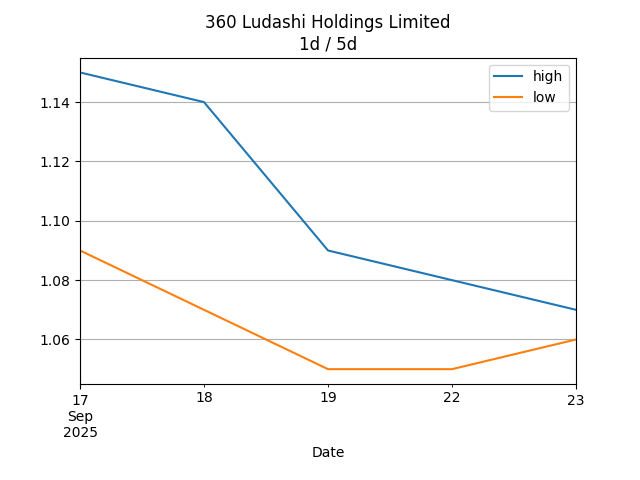 360 Ludashi Holdings Limited
1d / 5d
high
low
1.14
1.12
1.10
1.08
1.06
17 18 19 22 23
Sep
2025
Date